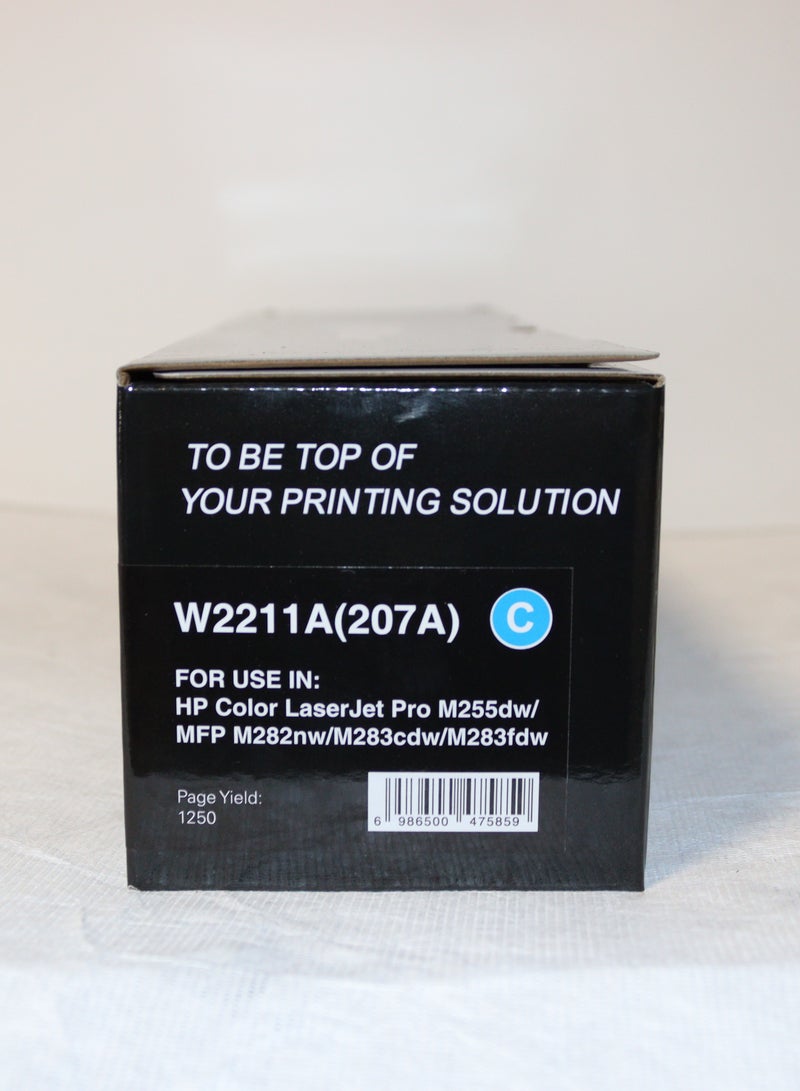 TO BE TOP OF
YOUR PRINTING SOLUTION
W2211A(207A) C
FOR USE IN:
HP Color LaserJet Pro M255dw/
MFP M282nw/M283cdw/M283fdw
Page Yield:
1250
6 986500 475859